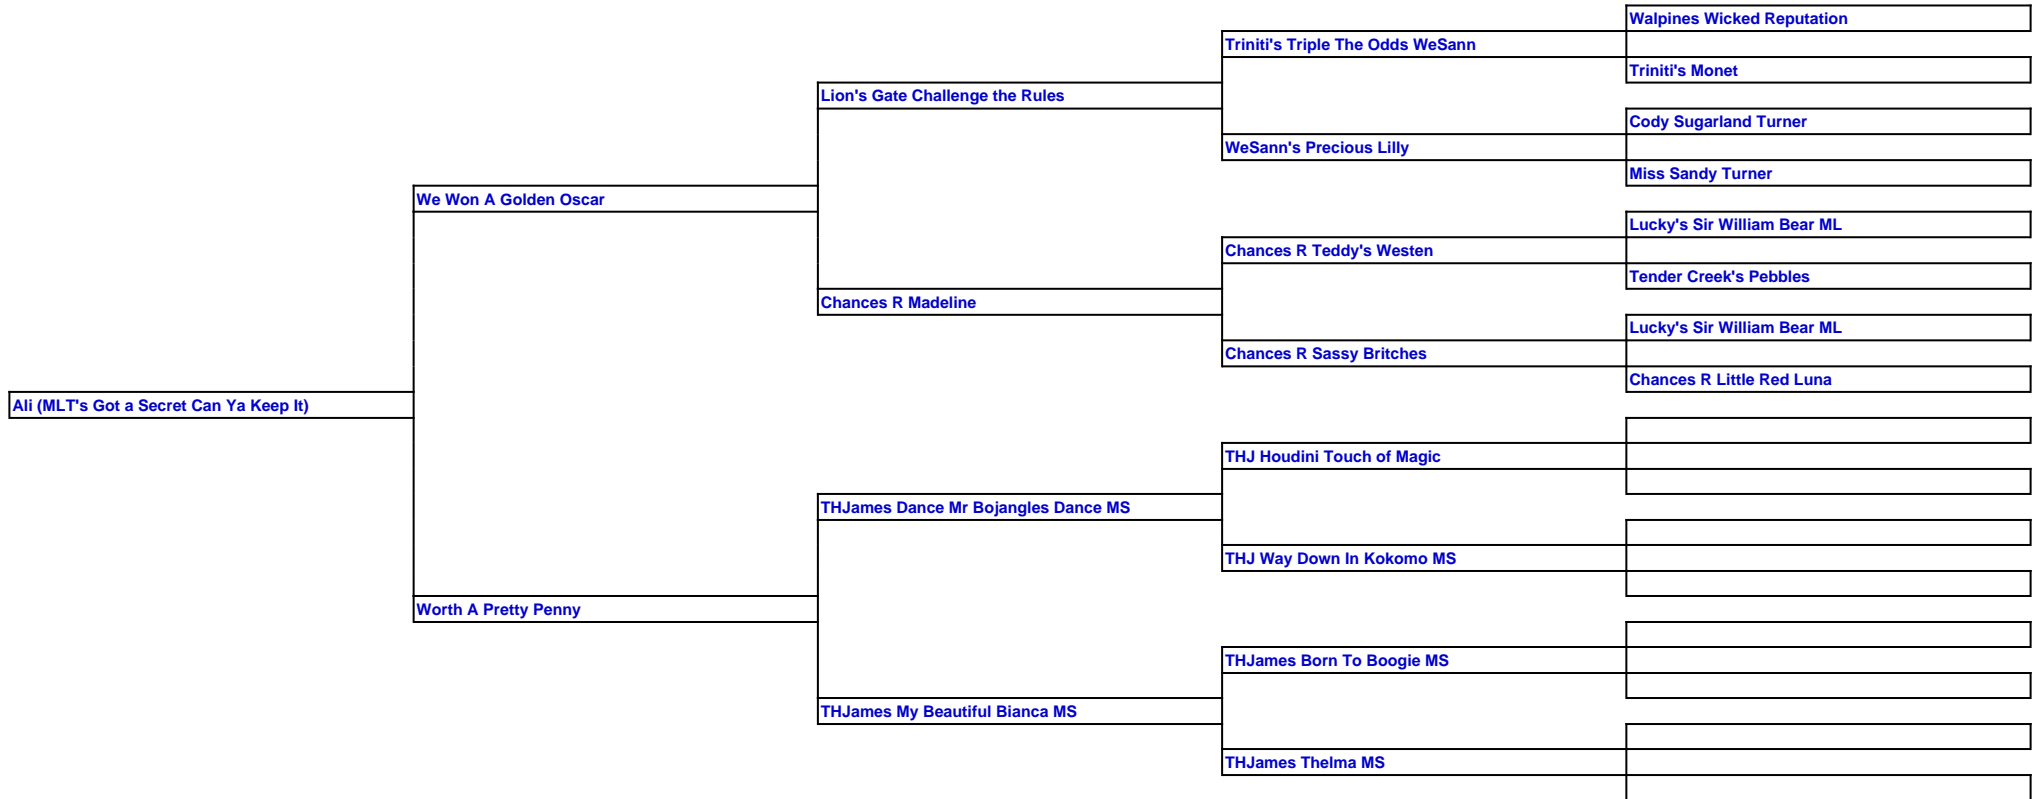 Walpines Wicked Reputation
Triniti's Triple The Odds WeSann
Triniti's Monet
Lion's Gate Challenge the Rules
Cody Sugarland Turner
WeSann's Precious Lilly
Miss Sandy Turner
We Won A Golden Oscar
Lucky's Sir William Bear ML
Chances R Teddy's Westen
Tender Creek's Pebbles
Chances R Madeline
Lucky's Sir William Bear ML
Chances R Sassy Britches
Chances R Little Red Luna
Ali (MLT's Got a Secret Can Ya Keep It)
THJ Houdini Touch of Magic
THJames Dance Mr Bojangles Dance MS
THJ Way Down In Kokomo MS
Worth A Pretty Penny
THJames Born To Boogie MS
THJames My Beautiful Bianca MS
THJames Thelma MS